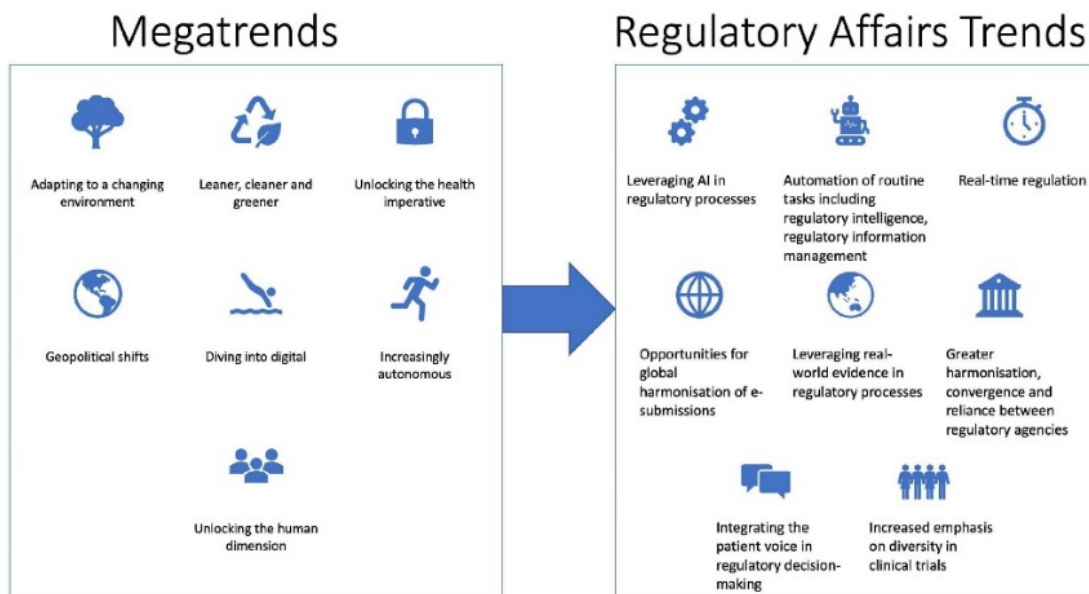 Megatrends
Regulatory Affairs Trends
Adapting to a changing
environment
Leaner, cleaner and
greener
Unlocking the health
imperative
Geopolitical shifts
Diving into digital
Increasingly
autonomous
Unlocking the human
dimension
Leveraging AI in
regulatory processes
Automation of routine
tasks including
regulatory intelligence,
regulatory information
management
Real-time regulation
Opportunities for
global
harmonisation of e-
submissions
Leveraging real-
world evidence in
regulatory processes
Greater
harmonisation,
convergence and
reliance between
regulatory agencies
Integrating the
patient voice in
regulatory decision-
making
Increased emphasis
on diversity in
clinical trials